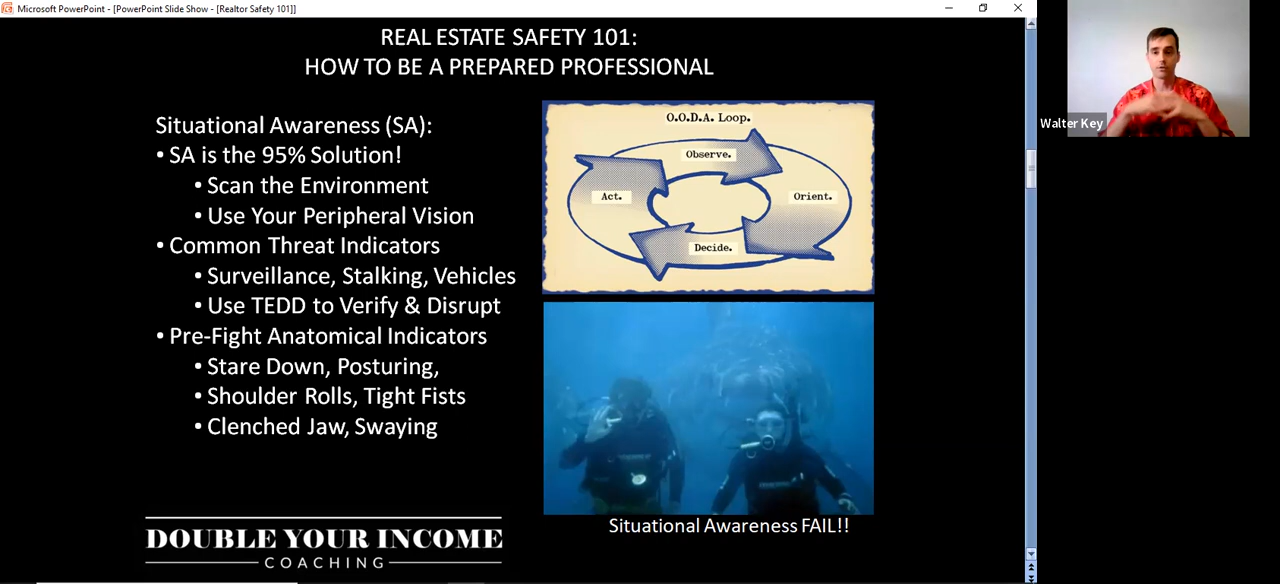 Microsoft PowerPoint - [PowerPoint Slide Show - [Realtor Safety 101]]
REAL ESTATE SAFETY 101:
HOW TO BE A PREPARED PROFESSIONAL
Situational Awareness (SA):
• SA is the 95% Solution!
• Scan the Environment
• Use Your Peripheral Vision
• Common Threat Indicators
• Surveillance, Stalking, Vehicles
• Use TEDD to Verify & Disrupt
• Pre-Fight Anatomical Indicators
• Stare Down, Posturing,
• Shoulder Rolls, Tight Fists
• Clenched Jaw, Swaying
O.O.D.A. Loop.
Observe.
Orient.
Decide.
Act.
Situational Awareness FAIL!!
DOUBLE YOUR INCOME
COACHING
Walter Key